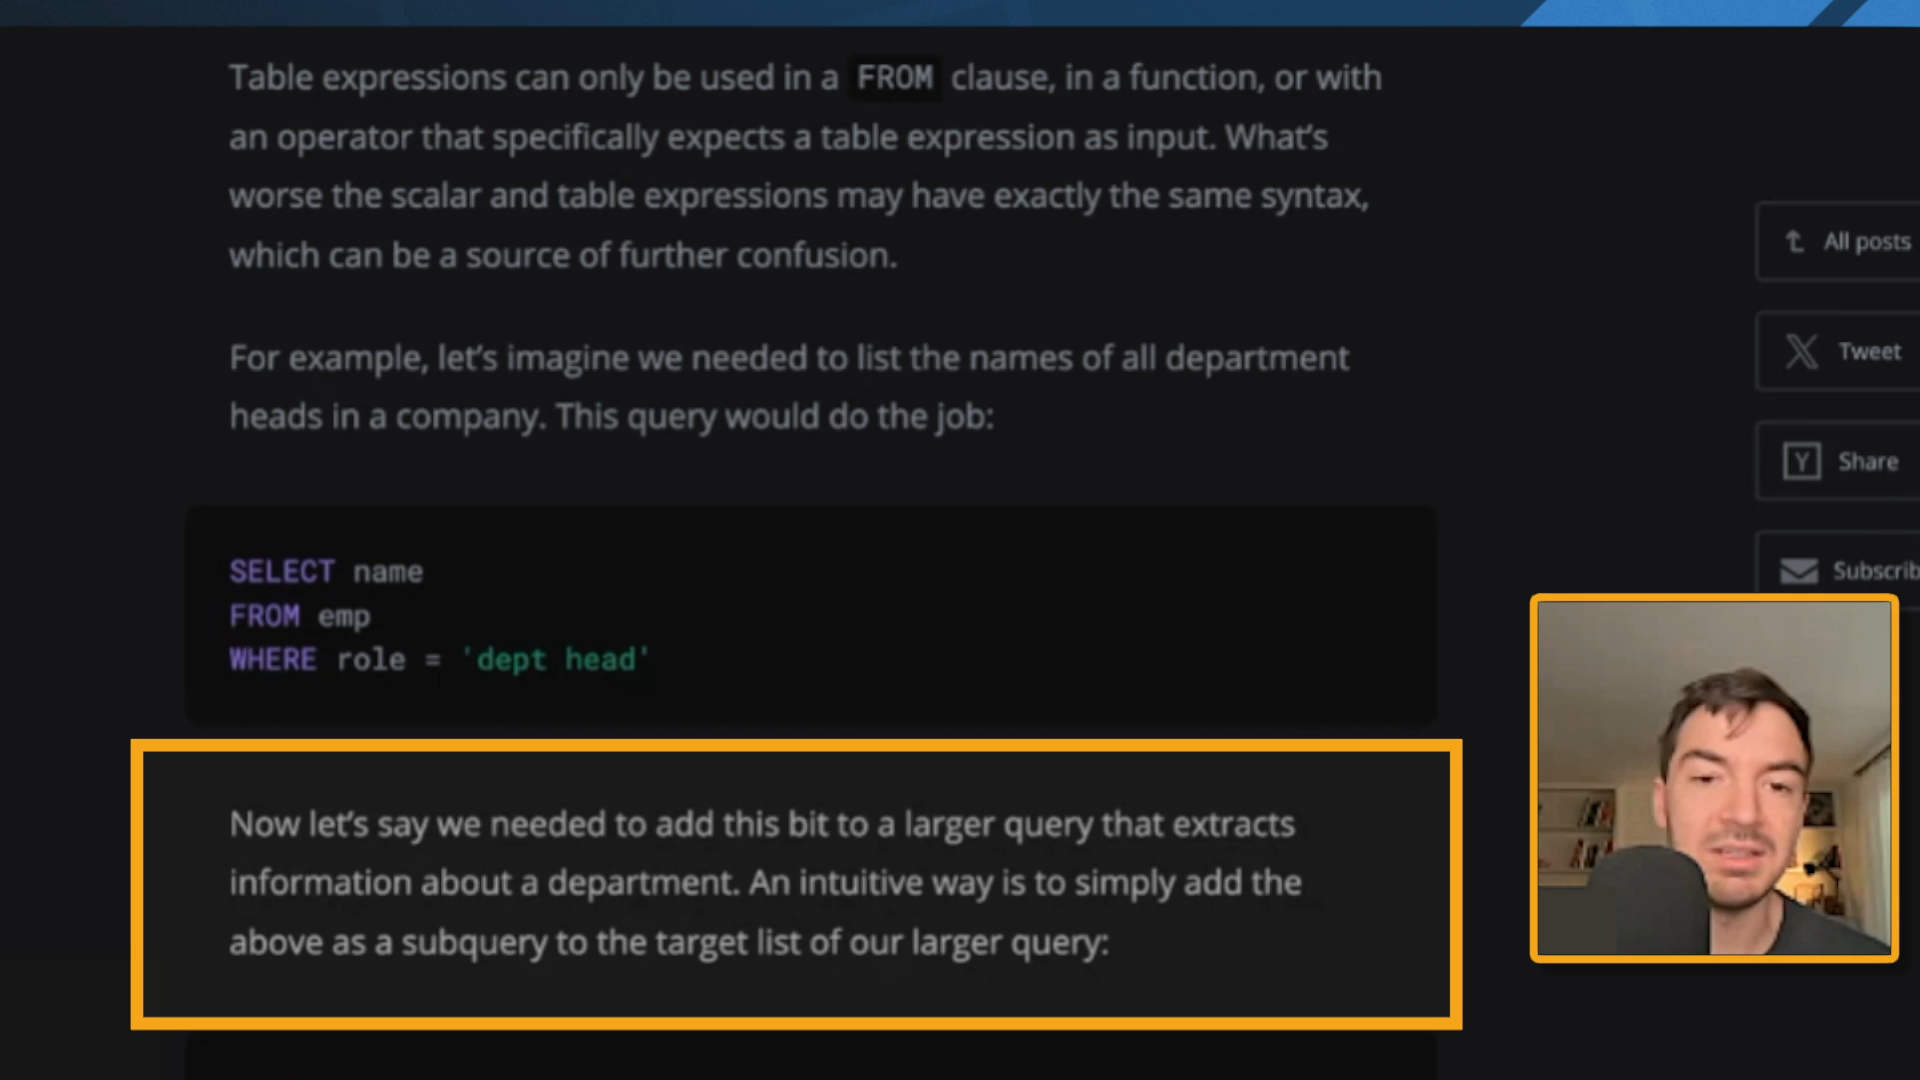 Table expressions can only be used in a FROM clause, in a function, or with
an operator that specifically expects a table expression as input. What's
worse the scalar and table expressions may have exactly the same syntax,
which can be a source of further confusion.
For example, let's imagine we needed to list the names of all department
heads in a company. This query would do the job:
SELECT name
FROM emp
WHERE role = 'dept head'
Now let's say we needed to add this bit to a larger query that extracts
information about a department. An intuitive way is to simply add the
above as a subquery to the target list of our larger query:
All posts
Tweet
Y Share
Subscrib